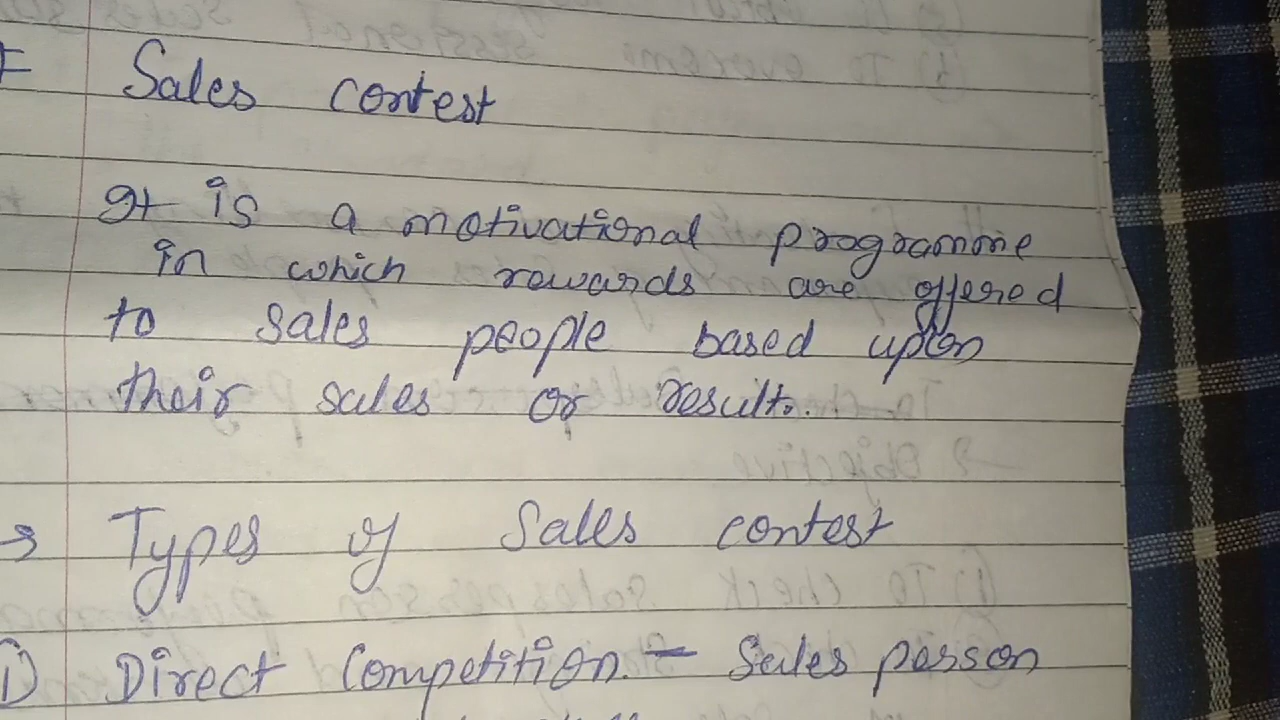 Sales contest
It is a motivational programme
in which rewards are offered
to sales people based upon
their sales or result.
→ Types of Sales contest
1) Direct Competition - Sales person